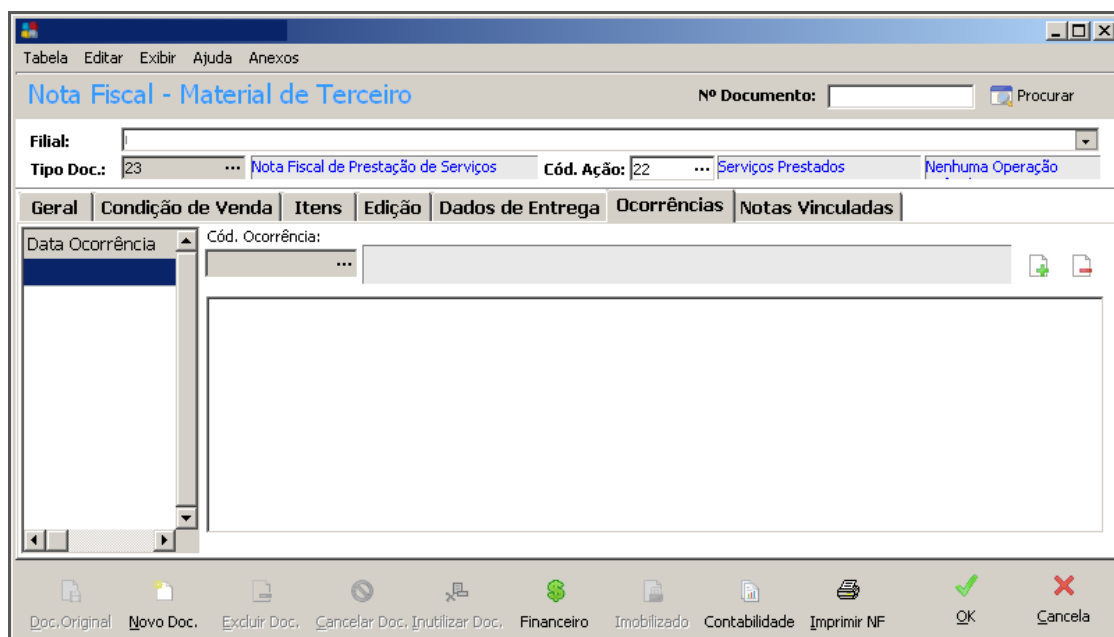 Tabela Editar Exibir Ajuda Anexos
Nota Fiscal - Material de Terceiro Nº Documento: Procurar
Filial:
Tipo Doc.: 23 ... Nota Fiscal de Prestação de Serviços Cód. Ação: 22 ... Serviços Prestados Nenhuma Operação
Geral Condição de Venda Itens Edição Dados de Entrega Ocorrências Notas Vinculadas
Data Ocorrência Cód. Ocorrência:
...
Doc.Original Novo Doc. Excluir Doc. Cancelar Doc. Inutilizar Doc. Financeiro Imobilizado Contabilidade Imprimir NF OK Cancela